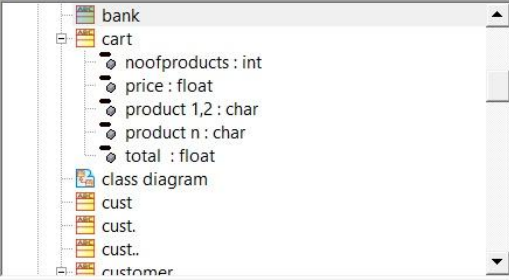 bank
cart
noofproducts : int
price : float
product 1,2 : char
product n : char
total : float
class diagram
cust
cust.
cust..
customer